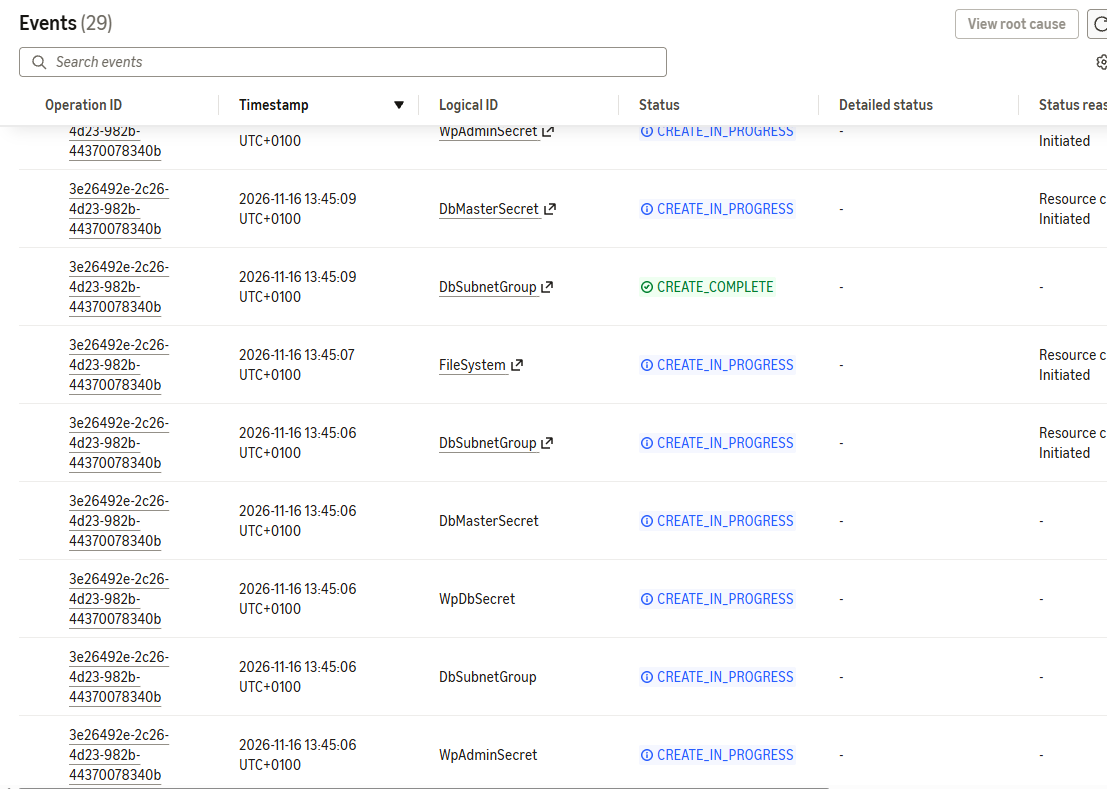 Events (29)
View root cause
Search events
Operation ID Timestamp Logical ID Status Detailed status Status reas
4d23-982b-
44370078340b
UTC+0100
WpAdminSecret
CREATE_IN_PROGRESS
-
Initiated
3e26492e-2c26-
4d23-982b-
44370078340b
2026-11-16 13:45:09
UTC+0100
DbMasterSecret
CREATE_IN_PROGRESS
-
Resource c
Initiated
3e26492e-2c26-
4d23-982b-
44370078340b
2026-11-16 13:45:09
UTC+0100
DbSubnetGroup
CREATE_COMPLETE
-
-
3e26492e-2c26-
4d23-982b-
44370078340b
2026-11-16 13:45:07
UTC+0100
FileSystem
CREATE_IN_PROGRESS
-
Resource c
Initiated
3e26492e-2c26-
4d23-982b-
44370078340b
2026-11-16 13:45:06
UTC+0100
DbSubnetGroup
CREATE_IN_PROGRESS
-
Resource c
Initiated
3e26492e-2c26-
4d23-982b-
44370078340b
2026-11-16 13:45:06
UTC+0100
DbMasterSecret
CREATE_IN_PROGRESS
-
-
3e26492e-2c26-
4d23-982b-
44370078340b
2026-11-16 13:45:06
UTC+0100
WpDbSecret
CREATE_IN_PROGRESS
-
-
3e26492e-2c26-
4d23-982b-
44370078340b
2026-11-16 13:45:06
UTC+0100
DbSubnetGroup
CREATE_IN_PROGRESS
-
-
3e26492e-2c26-
4d23-982b-
44370078340b
2026-11-16 13:45:06
UTC+0100
WpAdminSecret
CREATE_IN_PROGRESS
-
-